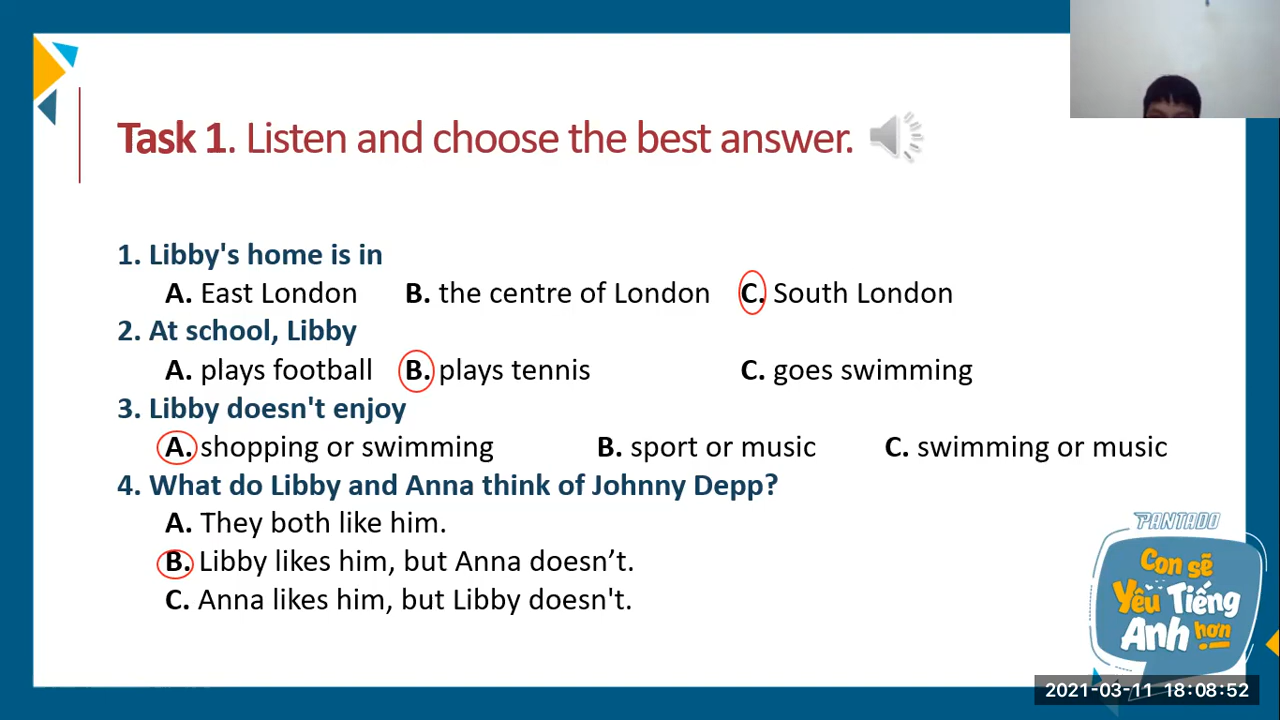 Task 1. Listen and choose the best answer.
1. Libby's home is in
A. East London B. the centre of London C. South London
2. At school, Libby
A. plays football B. plays tennis C. goes swimming
3. Libby doesn't enjoy
A. shopping or swimming B. sport or music C. swimming or music
4. What do Libby and Anna think of Johnny Depp?
A. They both like him.
B. Libby likes him, but Anna doesn’t.
C. Anna likes him, but Libby doesn't.
PANTADO
Con sẽ
Yêu Tiếng
Anh hơn
2021-03-11 18:08:52